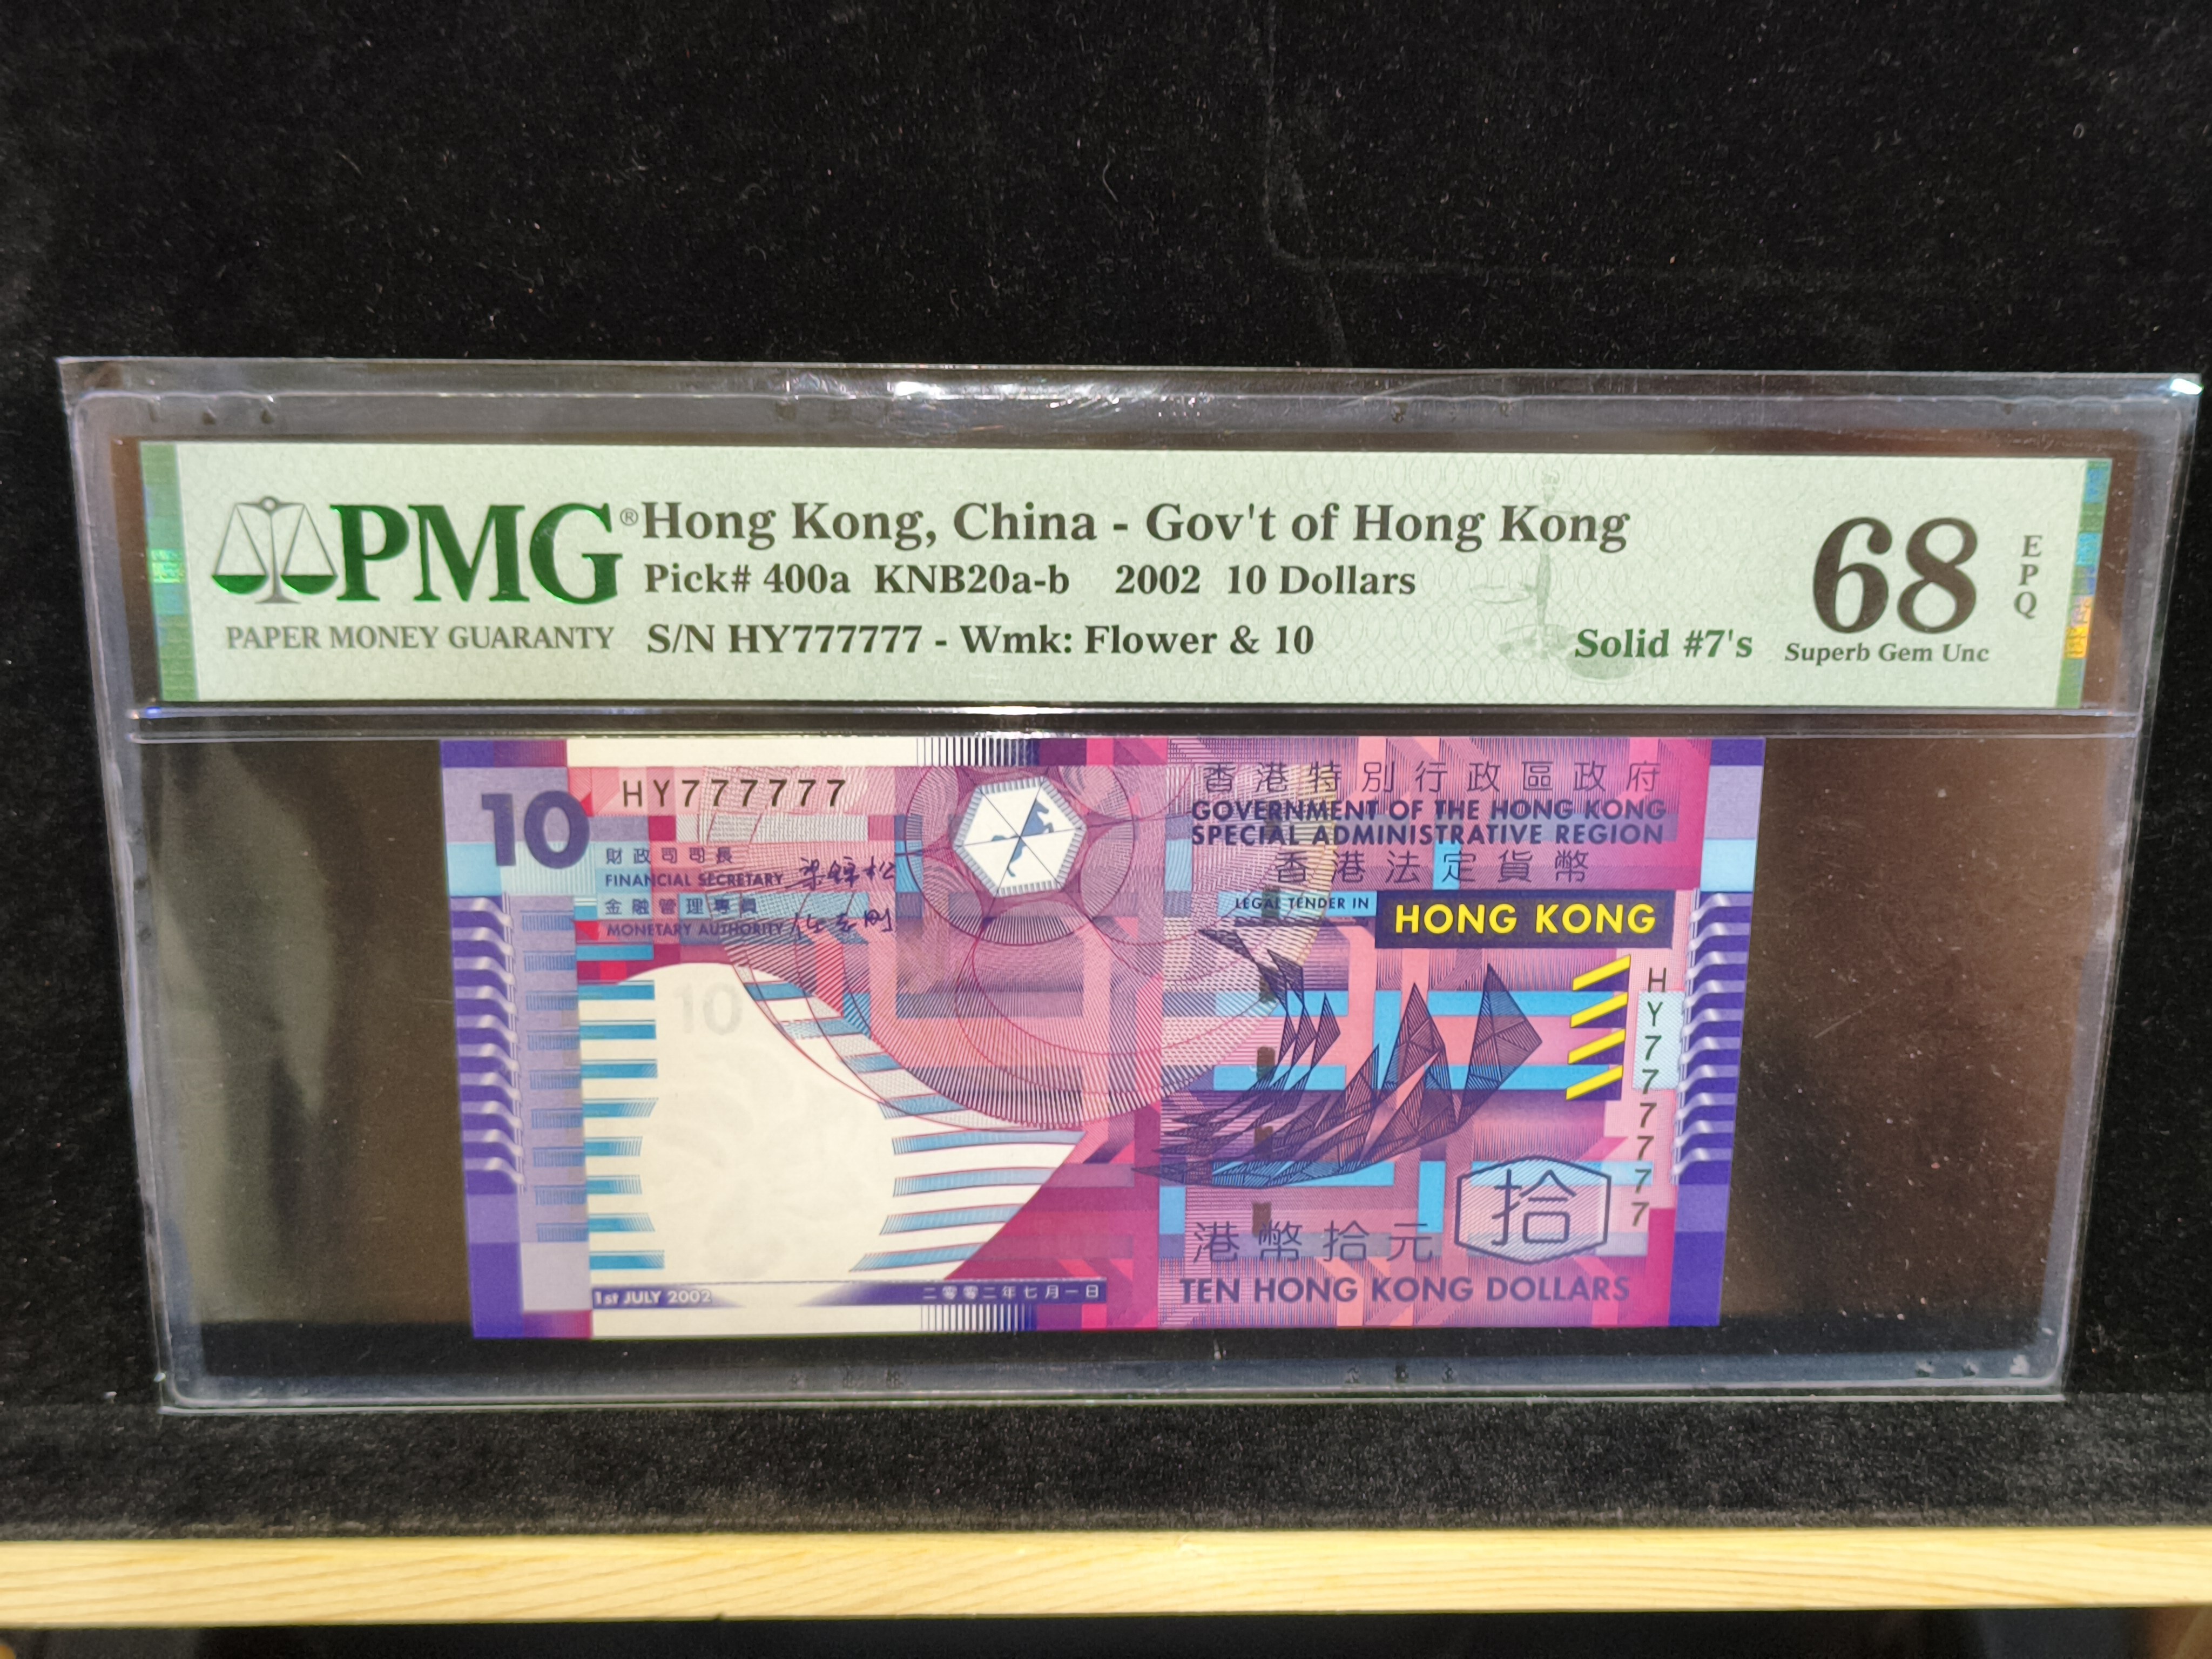 PMG®
PAPER MONEY GUARANTY
Hong Kong, China - Gov't of Hong Kong
Pick# 400a KNB20a-b 2002 10 Dollars
S/N HY777777 - Wmk: Flower & 10
Solid #7's
68
Superb Gem Unc
EPQ
10
HY777777
財政司司長
FINANCIAL SECRETARY
金融管理專員
MONETARY AUTHORITY
10
1st JULY 2002
二零零二年七月一日
香港特別行政區政府
GOVERNMENT OF THE HONG KONG
SPECIAL ADMINISTRATIVE REGION
香港法定貨幣
LEGAL TENDER IN
HONG KONG
HY777777
拾
港幣拾元
TEN HONG KONG DOLLARS